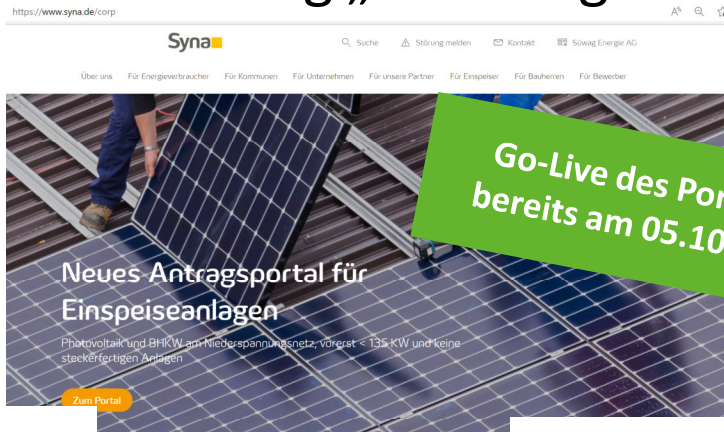 https://www.syna.de/corp
Syna
Suche Störung melden Kontakt Süwag Energie AG
Über uns Für Energieverbraucher Für Kommunen Für Unternehmen Für unsere Partner Für Einspeiser Für Bauherren Für Bewerber
Go-Live des Por
bereits am 05.10
Neues Antragsportal für
Einspeiseanlagen
Photovoltaik und BHKW am Niederspannungsnetz, vorerst < 135 KW und keine
steckerfertigen Anlagen
Zum Portal